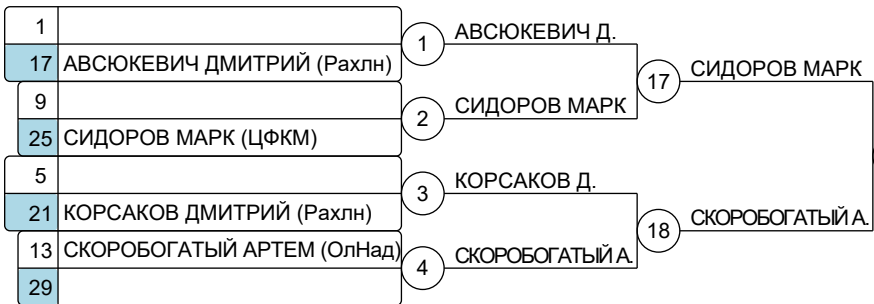 1
17 АВСЮКЕВИЧ ДМИТРИЙ (Рахлн)
9
25 СИДОРОВ МАРК (ЦФКМ)
5
21 КОРСАКОВ ДМИТРИЙ (Рахлн)
13 СКОРОБОГАТЫЙ АРТЕМ (ОлНад)
29
1 АВСЮКЕВИЧ Д.
2 СИДОРОВ МАРК
3 КОРСАКОВ Д.
4 СКОРОБОГАТЫЙ А.
17 СИДОРОВ МАРК
18 СКОРОБОГАТЫЙ А.